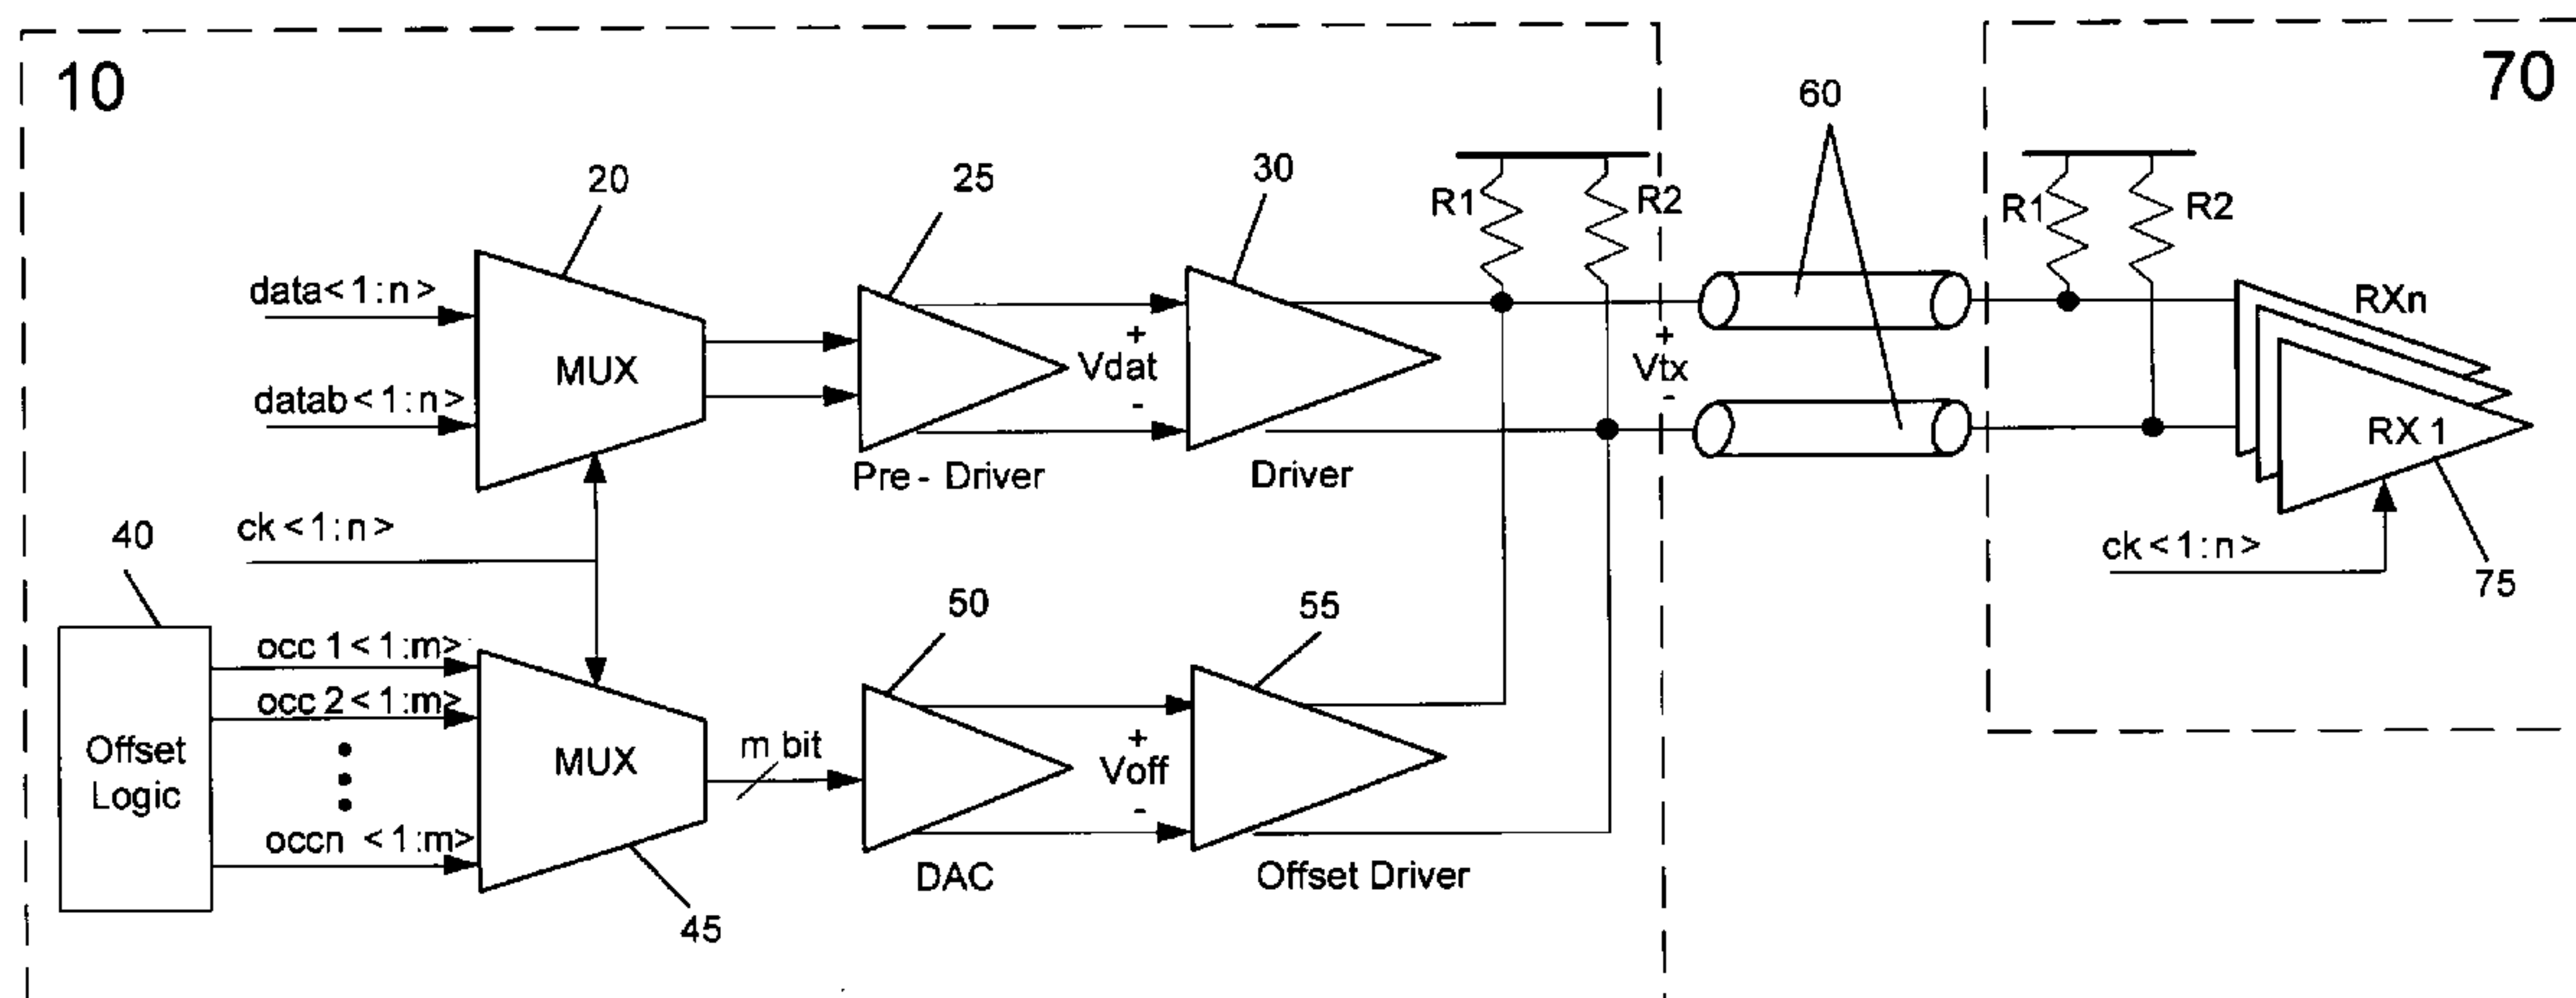 10
70
60
20
25
30
R1
R2
R1
R2
data<1:n>
datab<1:n>
MUX
+
Vdat
-
+
Vtx
-
RXn
RX 1
Pre - Driver
Driver
ck<1:n>
ck<1:n>
75
40
50
55
occ 1<1:m>
occ 2<1:m>
occn <1:m>
Offset
Logic
MUX
m bit
+
Voff
-
DAC
Offset Driver
45